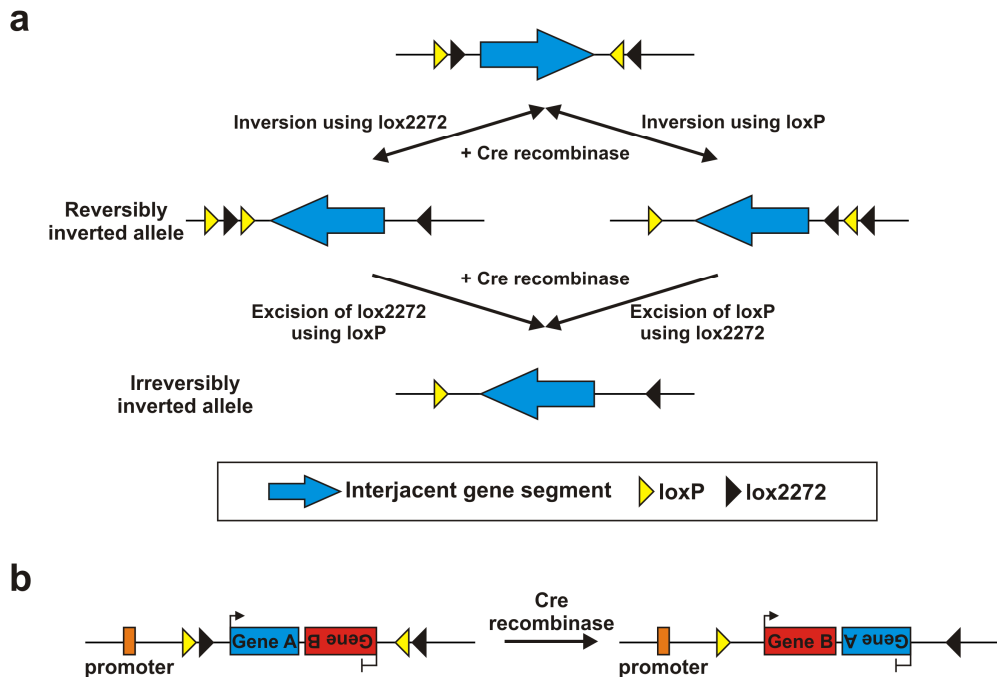 a
Inversion using lox2272
Inversion using loxP
+ Cre recombinase
Reversibly
inverted allele
+ Cre recombinase
Excision of lox2272
using loxP
Excision of loxP
using lox2272
Irreversibly
inverted allele
Interjacent gene segment
loxP
lox2272
b
Cre
recombinase
Gene A
Gene B
Gene B
Gene A
promoter
promoter